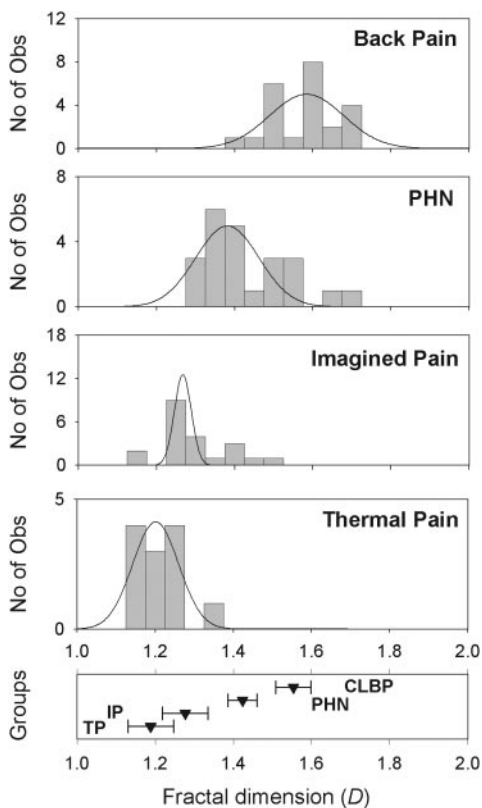 12
8
4
0
No of Obs
Back Pain
8
4
0
No of Obs
PHN
18
12
6
0
No of Obs
Imagined Pain
5
0
No of Obs
Thermal Pain
1.0 1.2 1.4 1.6 1.8 2.0
Groups
CLBP
PHN
IP
TP
1.0 1.2 1.4 1.6 1.8 2.0
Fractal dimension (D)